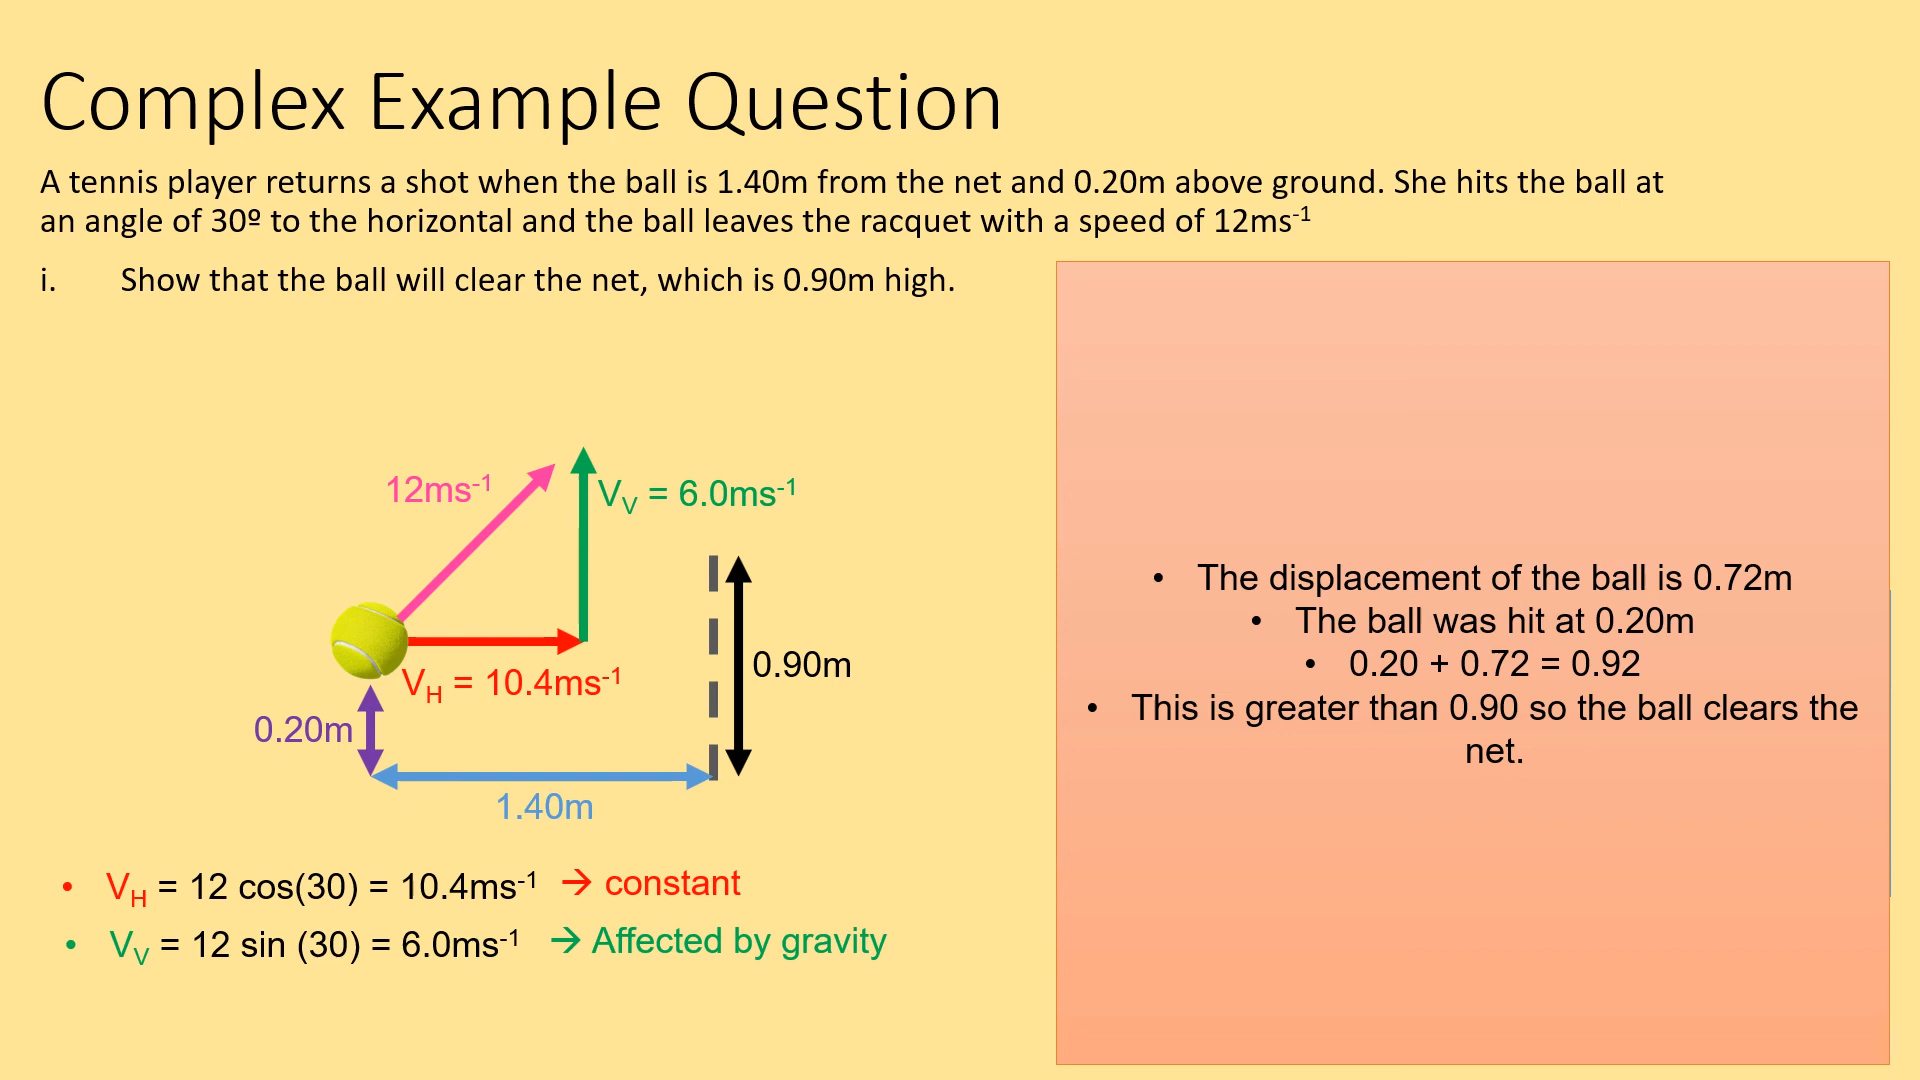 Complex Example Question
A tennis player returns a shot when the ball is 1.40m from the net and 0.20m above ground. She hits the ball at
an angle of 30º to the horizontal and the ball leaves the racquet with a speed of 12ms⁻¹
i. Show that the ball will clear the net, which is 0.90m high.
12ms⁻¹
V_V = 6.0ms⁻¹
V_H = 10.4ms⁻¹
0.90m
0.20m
1.40m
• V_H = 12 cos(30) = 10.4ms⁻¹ → constant
• V_V = 12 sin (30) = 6.0ms⁻¹ → Affected by gravity
• The displacement of the ball is 0.72m
• The ball was hit at 0.20m
• 0.20 + 0.72 = 0.92
• This is greater than 0.90 so the ball clears the
net.